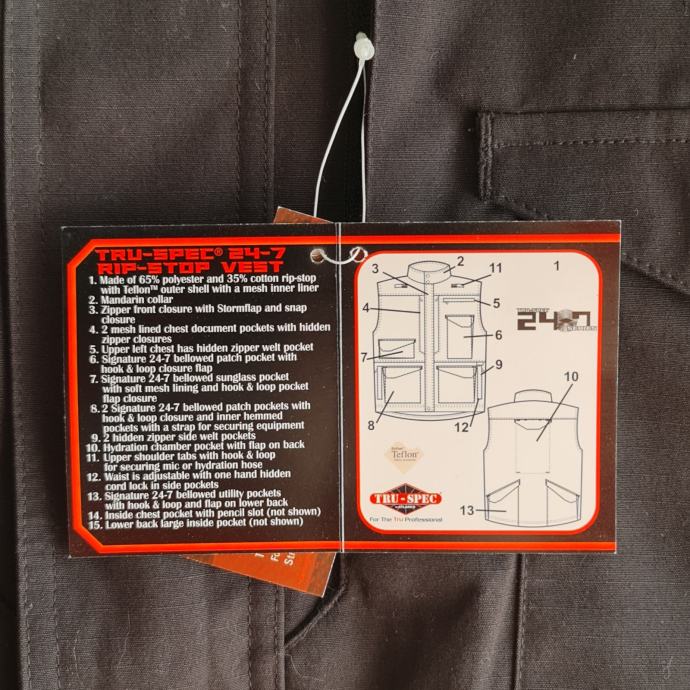 TRU-SPEC® 24-7
RIP-STOP VEST
1. Made of 65% polyester and 35% cotton rip-stop
with Teflon™ outer shell with a mesh inner liner
2. Mandarin collar
3. Zipper front closure with Stormflap and snap
closure
4. 2 mesh lined chest document pockets with hidden
zipper closures
5. Upper left chest has hidden zipper welt pocket
6. Signature 24-7 bellowed patch pocket with
hook & loop closure flap
7. Signature 24-7 bellowed sunglass pocket
with soft mesh lining and hook & loop pocket
flap closure
8. 2 Signature 24-7 bellowed patch pockets with
hook & loop closure and inner hemmed
pockets with a strap for securing equipment
9. 2 hidden zipper side welt pockets
10. Hydration chamber pocket with flap on back
11. Upper shoulder tabs with hook & loop
for securing mic or hydration hose
12. Waist is adjustable with one hand hidden
cord lock in side pockets
13. Signature 24-7 bellowed utility pockets
with hook & loop and flap on lower back
14. Inside chest pocket with pencil slot (not shown)
15. Lower back large inside pocket (not shown)
1
2
3
11
4
5
6
7
9
8
12
10
13
24-7
SERIES
Teflon
TRU-SPEC
For The Tru Professional